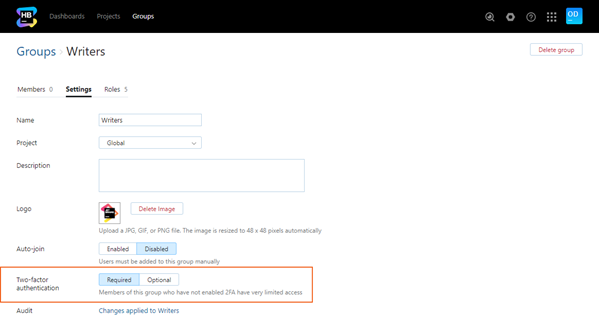 HB Dashboards Projects Groups OD
Groups › Writers Delete group
Members 0 Settings Roles 5
Name Writers
Project Global
Description
Logo Delete Image
Upload a JPG, GIF, or PNG file. The image is resized to 48 x 48 pixels automatically
Auto-join Enabled Disabled
Users must be added to this group manually
Two-factor
authentication Required Optional
Members of this group who have not enabled 2FA have very limited access
Audit Changes applied to Writers